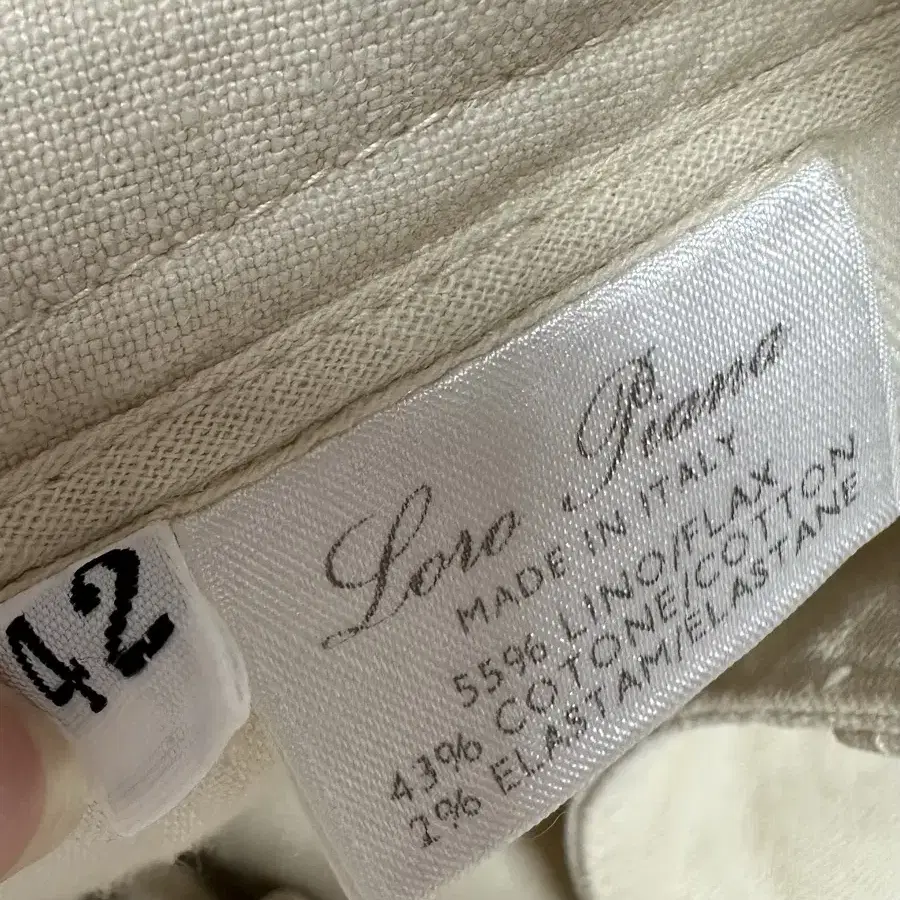 42
Loro Piana
MADE IN ITALY
55% LINO/FLAX
43% COTONE/COTTON
2% ELASTAM/ELASTANE